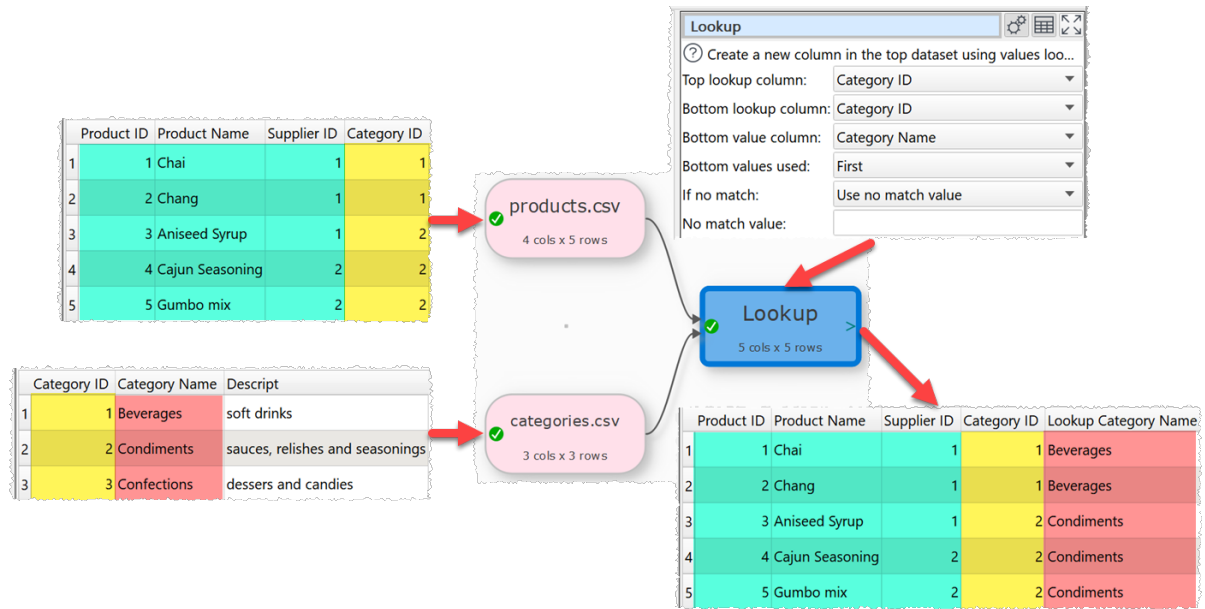 Lookup
? Create a new column in the top dataset using values loo...
Top lookup column: Category ID
Bottom lookup column: Category ID
Bottom value column: Category Name
Bottom values used: First
If no match: Use no match value
No match value:
Product ID Product Name Supplier ID Category ID
1 1 Chai 1 1
2 2 Chang 1 1
3 3 Aniseed Syrup 1 2
4 4 Cajun Seasoning 2 2
5 5 Gumbo mix 2 2
products.csv
4 cols x 5 rows
Lookup
5 cols x 5 rows
>
Category ID Category Name Descript
1 1 Beverages soft drinks
2 2 Condiments sauces, relishes and seasonings
3 3 Confections dessers and candies
categories.csv
3 cols x 3 rows
Product ID Product Name Supplier ID Category ID Lookup Category Name
1 1 Chai 1 1 Beverages
2 2 Chang 1 1 Beverages
3 3 Aniseed Syrup 1 2 Condiments
4 4 Cajun Seasoning 2 2 Condiments
5 5 Gumbo mix 2 2 Condiments